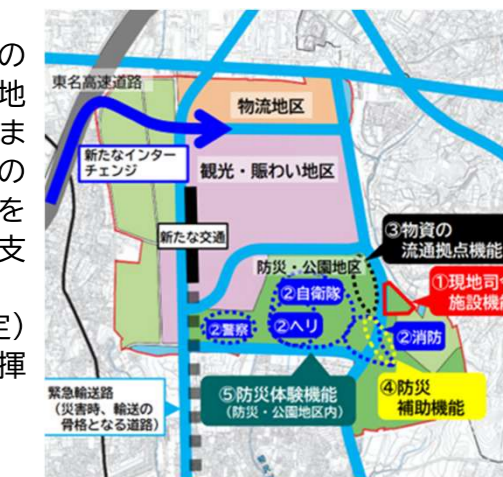 の
地
ま
の
を
支
定）
揮
東名高速道路
物流地区
新たなインター
チェンジ
観光・賑わい地区
新たな交通
③物資の
流通拠点機能
防災・公園地区
②自衛隊
①現地司令
施設機能
②警察
②ヘリ
②消防
⑤防災体験機能
（防災・公園地区内）
④防災
補助機能
緊急輸送路
（災害時、輸送の
骨格となる道路）